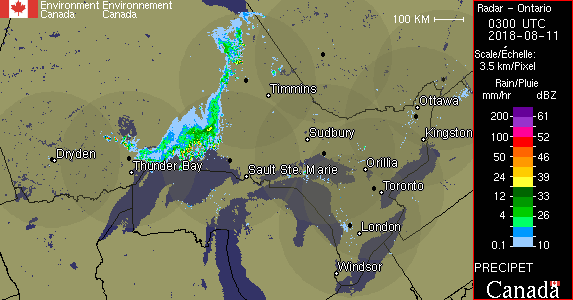 Environment Environnement
Canada Canada
100 KM
Timmins
Ottawa
Sudbury
Kingston
Dryden
Thunder Bay
Sault Ste. Marie
Orillia
Toronto
London
Windsor
Radar - Ontario
0300 UTC
2018-08-11
Scale/Échelle:
3.5 km/Pixel
Rain/Pluie
mm/hr dBZ
200 61
100 52
50 46
24 39
12 33
4 26
0.1 10
PRECIPET
Canada